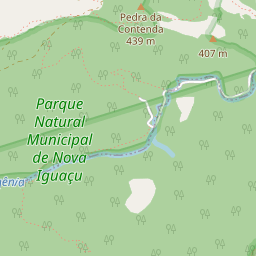 Pedra da
Contenda
439 m
407 m
Parque
Natural
Municipal
de Nova
Iguaçu